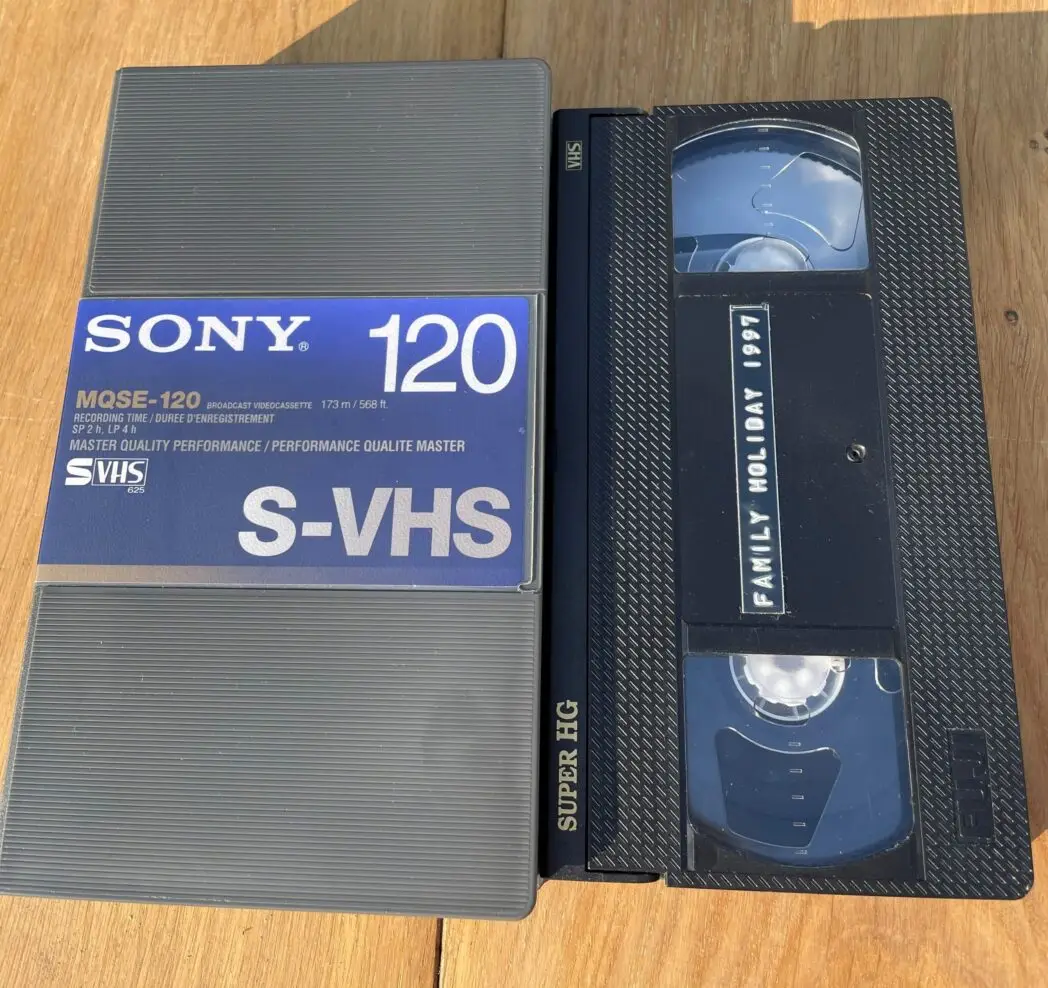 SONY®
120
MQSE-120 BROADCAST VIDEOCASSETTE 173 m / 568 ft.
RECORDING TIME / DUREE D'ENREGISTREMENT
SP 2 h, LP 4 h
MASTER QUALITY PERFORMANCE / PERFORMANCE QUALITE MASTER
S VHS
625
S-VHS
VHS
SUPER HG
FAMILY HOLIDAY 1997